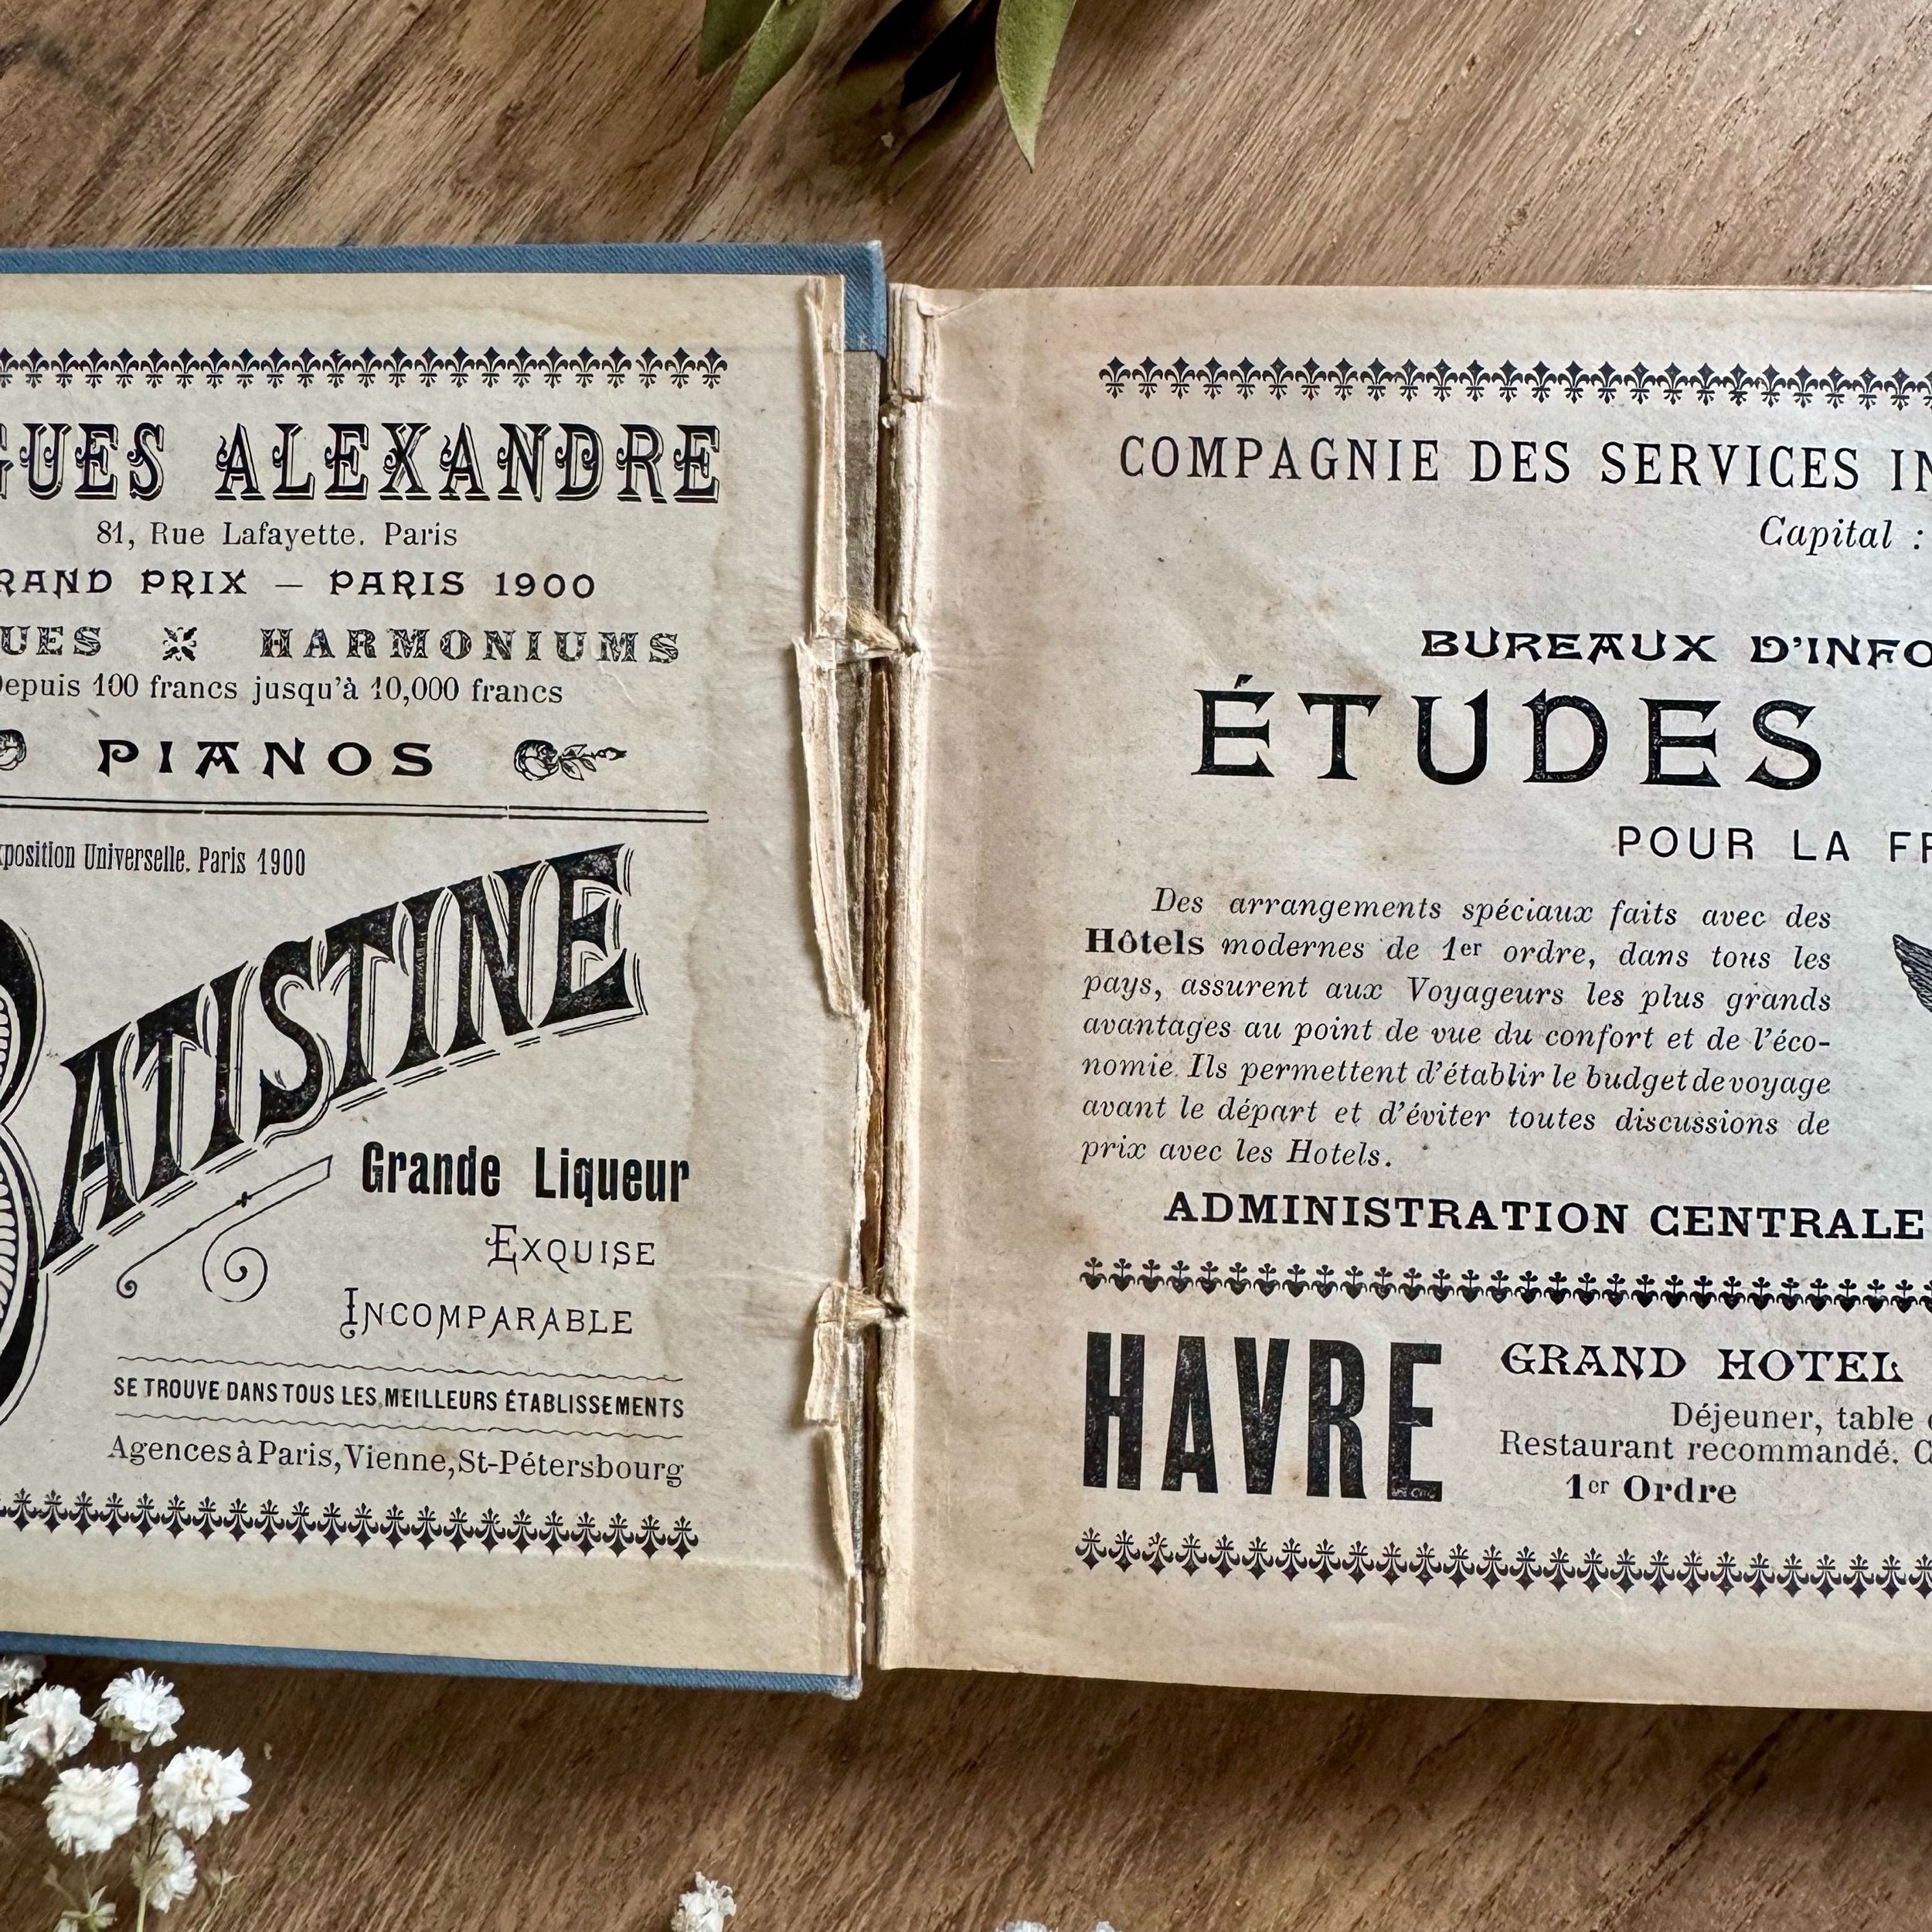 GUES ALEXANDRE
81, Rue Lafayette. Paris
RAND PRIX — PARIS 1900
UES HARMONIUMS
Depuis 100 francs jusqu'à 10,000 francs
PIANOS
xposition Universelle. Paris 1900
BATISTINE
Grande Liqueur
EXQUISE
INCOMPARABLE
SE TROUVE DANS TOUS LES MEILLEURS ÉTABLISSEMENTS
Agences à Paris, Vienne, St-Pétersbourg
COMPAGNIE DES SERVICES IN
Capital :
BUREAUX D'INFO
ÉTUDES
POUR LA FR
Des arrangements spéciaux faits avec des
Hôtels modernes de 1er ordre, dans tous les
pays, assurent aux Voyageurs les plus grands
avantages au point de vue du confort et de l'éco-
nomie. Ils permettent d'établir le budget de voyage
avant le départ et d'éviter toutes discussions de
prix avec les Hotels.
ADMINISTRATION CENTRALE
HAVRE
GRAND HOTEL
Déjeuner, table d
Restaurant recommandé. C
1er Ordre